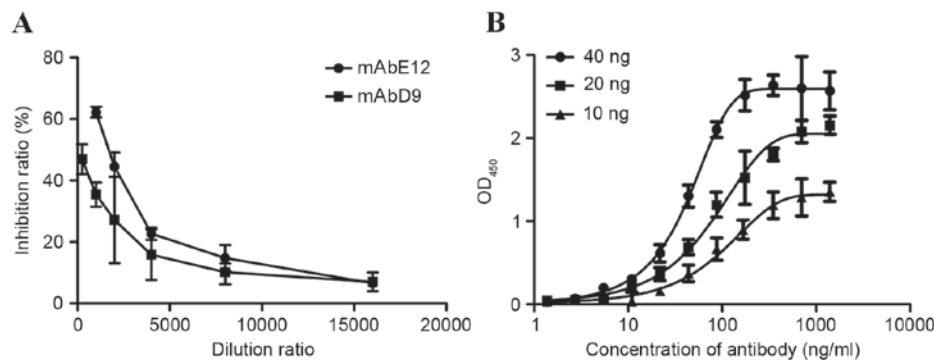 A
Inhibition ratio (%)
80
60
40
20
0
mAbE12
mAbD9
0 5000 10000 15000 20000
Dilution ratio
B
OD450
3
2
1
0
40 ng
20 ng
10 ng
1 10 100 1000 10000
Concentration of antibody (ng/ml)